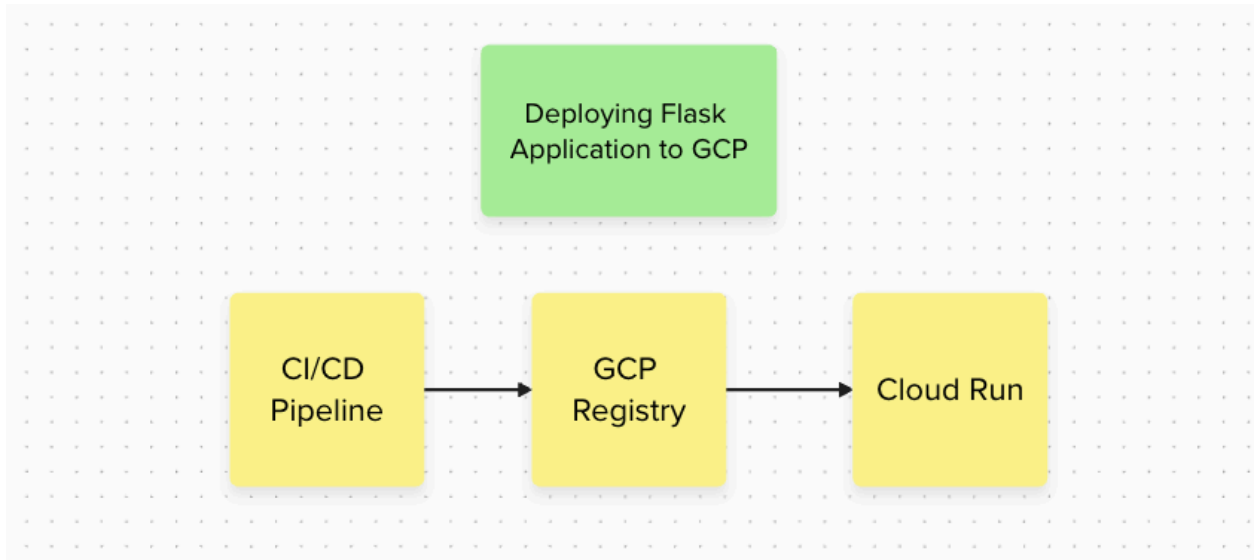 Deploying Flask
Application to GCP
CI/CD
Pipeline
GCP
Registry
Cloud Run